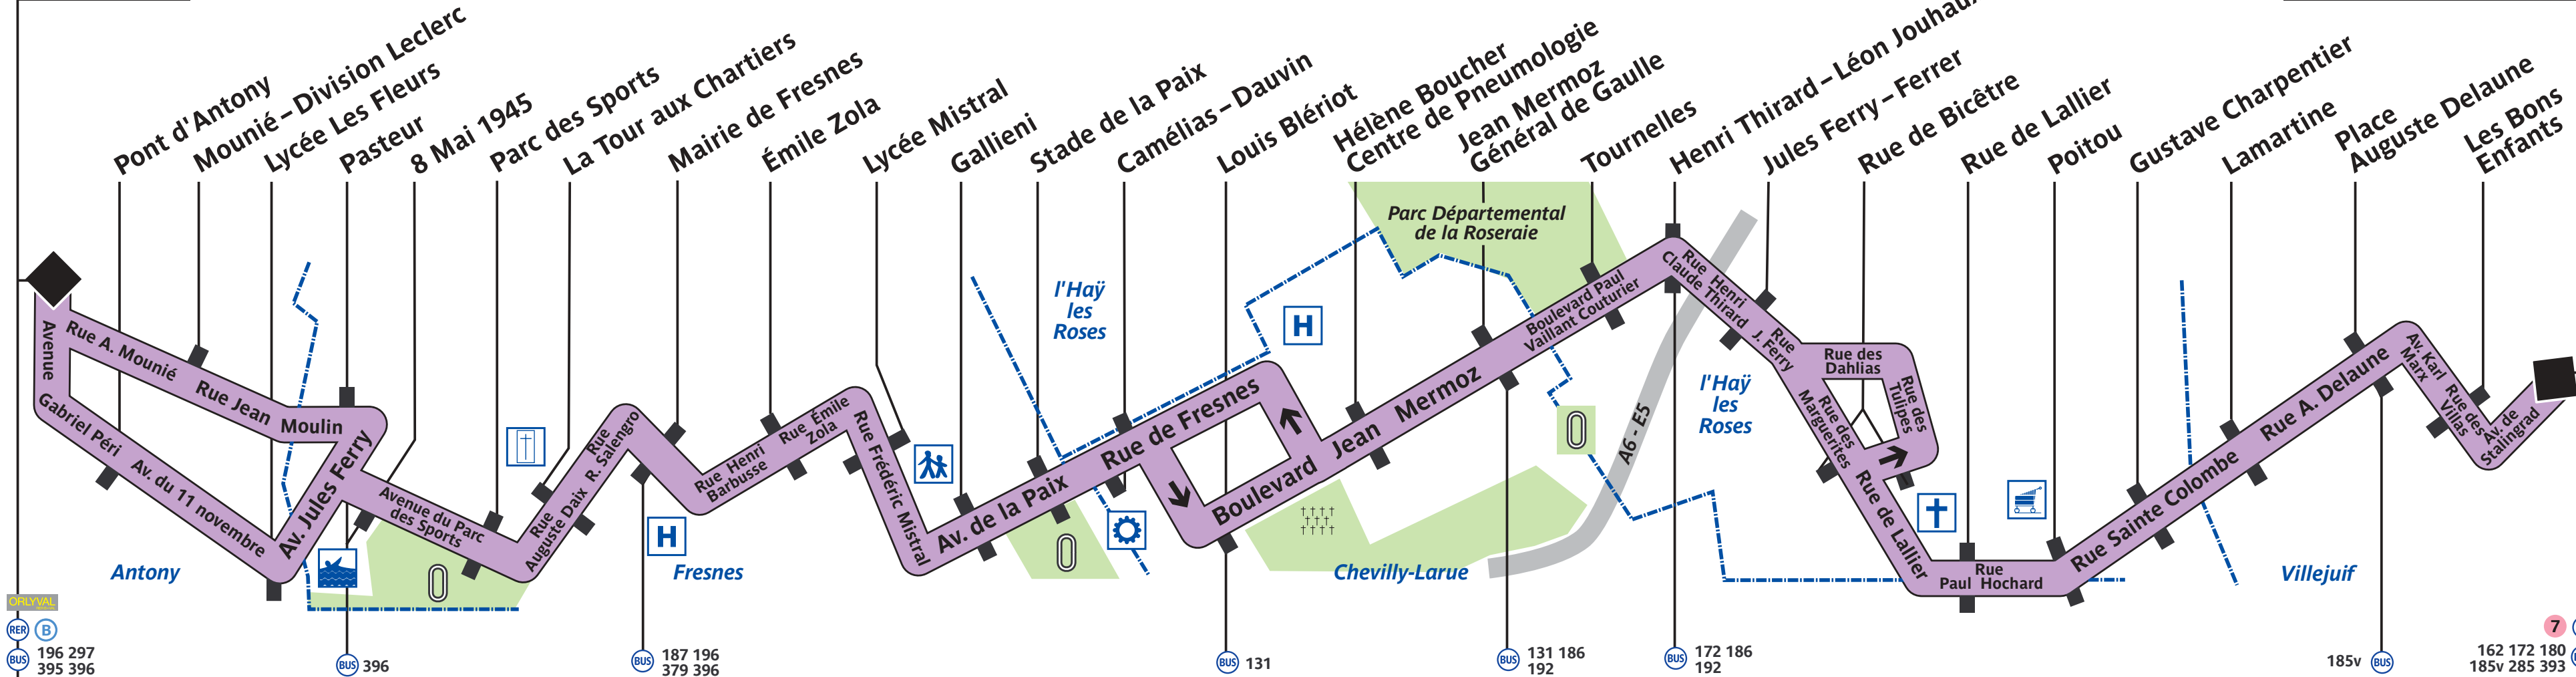 Pont d'Antony
Mounié – Division Leclerc
Lycée Les Fleurs
Pasteur
8 Mai 1945
Parc des Sports
La Tour aux Chartiers
Mairie de Fresnes
Émile Zola
Lycée Mistral
Gallieni
Stade de la Paix
Camélias – Dauvin
Louis Blériot
Hélène Boucher
Centre de Pneumologie
Jean Mermoz
Général de Gaulle
Tournelles
Henri Thirard – Léon Jouhaux
Jules Ferry – Ferrer
Rue de Bicêtre
Rue de Lallier
Poitou
Gustave Charpentier
Lamartine
Place
Auguste Delaune
Les Bons
Enfants
Avenue
Gabriel Péri
Av. du 11 novembre
Rue A. Mounié
Rue Jean
Moulin
Av. Jules Ferry
Avenue du Parc
des Sports
Rue
Auguste Daix
Rue
R. Salengro
Rue Henri
Barbusse
Rue Émile
Zola
Rue Frédéric Mistral
Av. de la Paix
Rue de Fresnes
Boulevard Jean Mermoz
Boulevard Paul
Vaillant Couturier
Rue Henri
Claude Thirard
Rue
J. Ferry
Rue des
Dahlias
Rue des
Tulipes
Rue des
Marguerites
Rue de Lallier
Rue
Paul Hochard
Rue Sainte Colombe
Rue A. Delaune
Av. Karl
Marx
Rue des
Villas
Av. de
Stalingrad
Parc Départemental
de la Roseraie
l'Haÿ
les
Roses
H
A6 - E5
l'Haÿ
les
Roses
H
Antony
Fresnes
Chevilly-Larue
Villejuif
ORLYVAL
RER B
BUS 196 297
395 396
BUS 396
BUS 187 196
379 396
BUS 131
BUS 131 186
192
BUS 172 186
192
185v BUS
7
162 172 180
185v 285 393